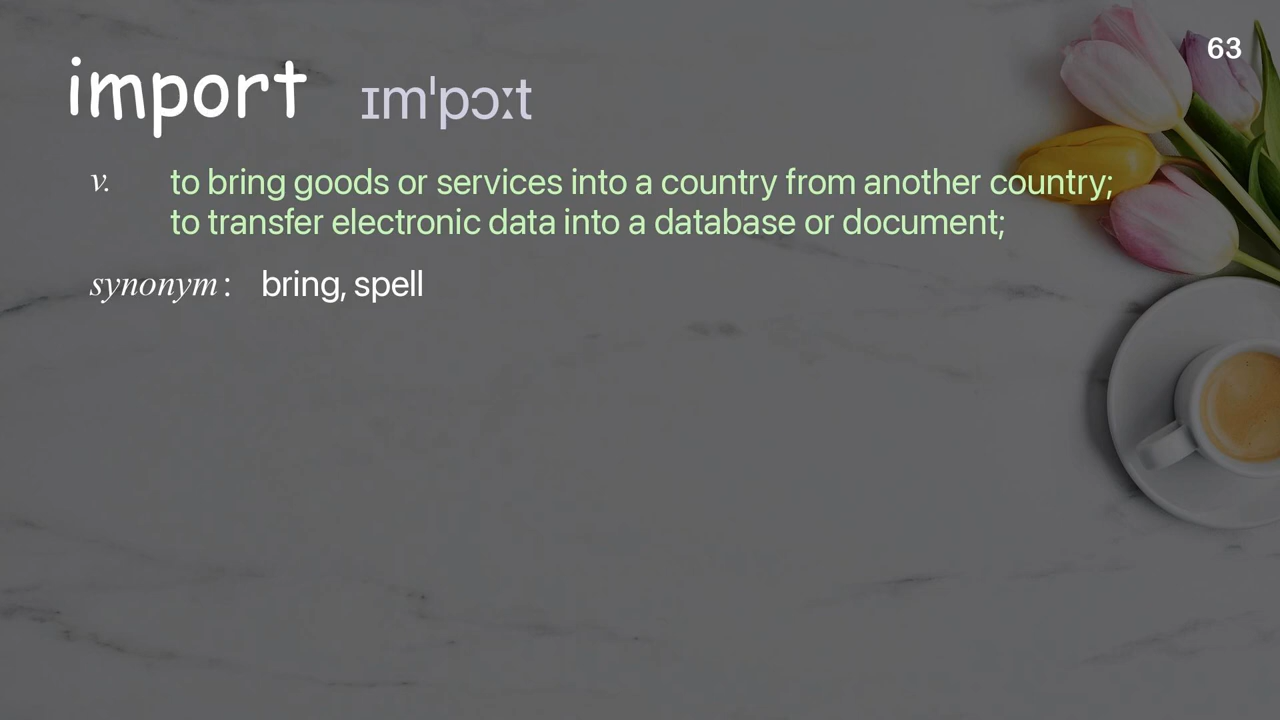 63
import ɪmˈpɔːt
v. to bring goods or services into a country from another country;
to transfer electronic data into a database or document;
synonym : bring, spell